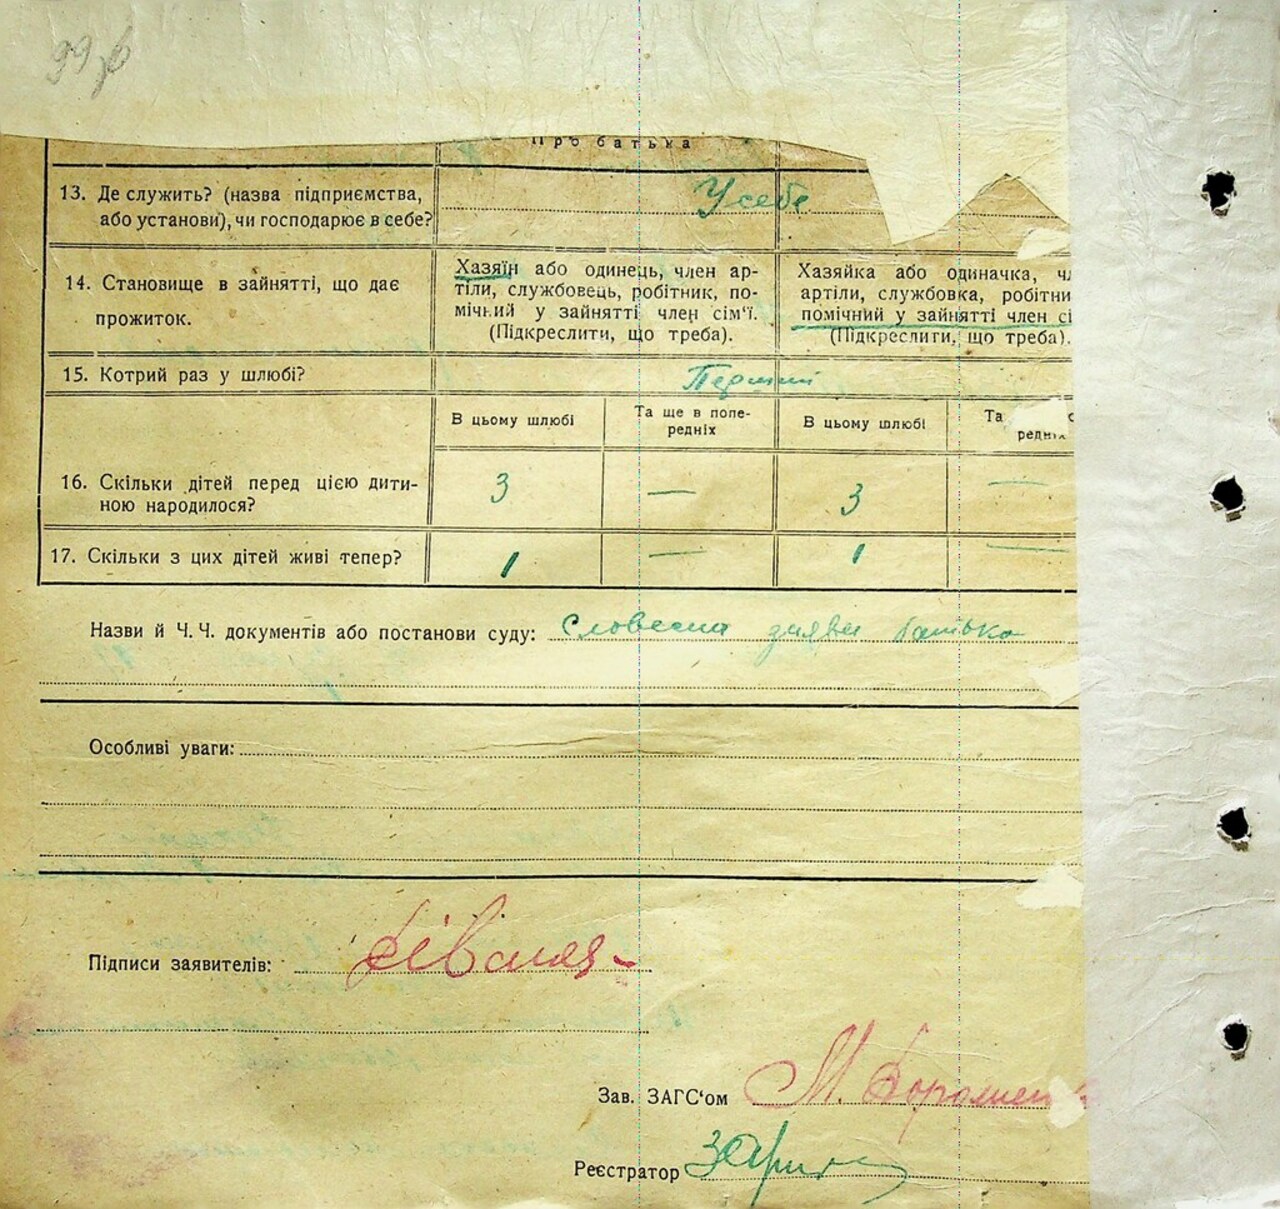 Про батька
13. Де служить? (назва підприємства,
або установи), чи господарює в себе?
У себе
14. Становище в зайнятті, що дає
прожиток.
Хазяїн або одинець, член ар-
тіли, службовець, робітник, по-
мічний у зайнятті член сім'ї.
(Підкреслити, що треба).
Хазяйка або одиначка, чл
артіли, службовка, робітни
помічний у зайнятті член сі
(Підкреслити, що треба).
15. Котрий раз у шлюбі?
Перший
В цьому шлюбі
Та ще в попе-
редніх
В цьому шлюбі
Та
редніх
16. Скільки дітей перед цією дити-
ною народилося?
3 — 3 —
17. Скільки з цих дітей живі тепер?
1 — 1 —
Назви й Ч. Ч. документів або постанови суду: Словесна заява батька
Особливі уваги:
Підписи заявителів:
Зав. ЗАГС'ом М.
Реєстратор